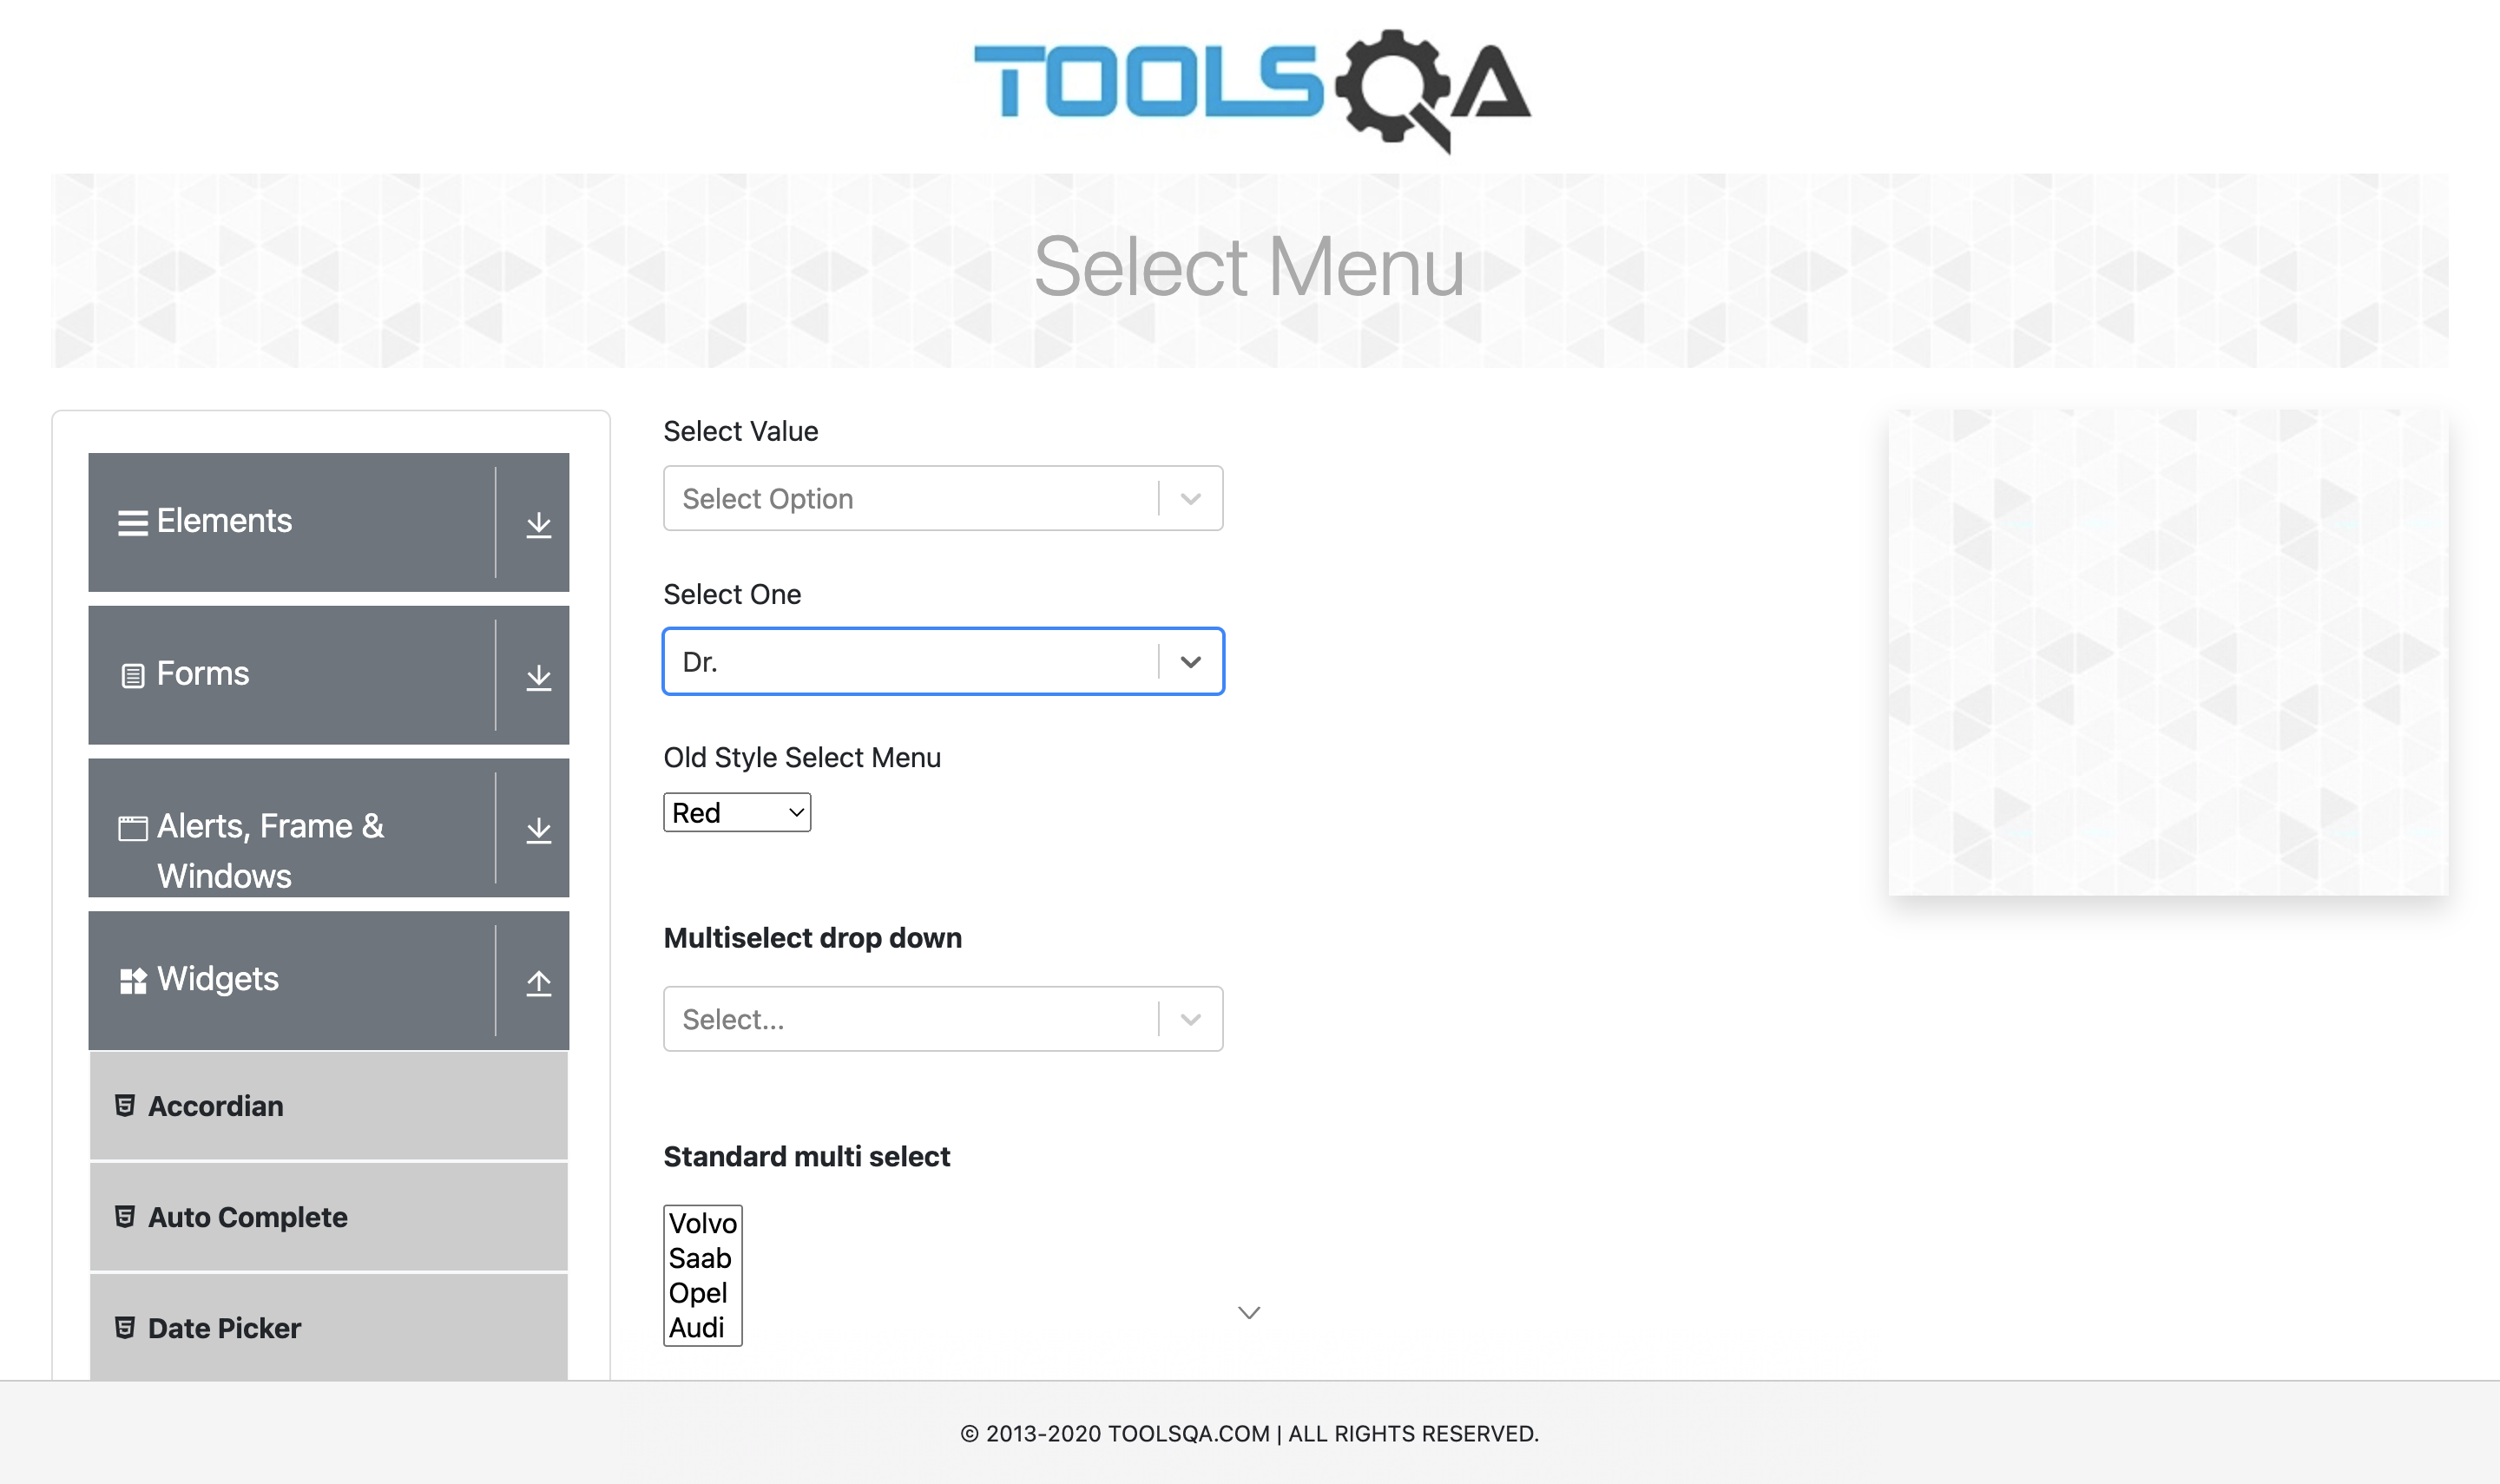 TOOLSQA
Select Menu
Elements
Forms
Alerts, Frame &
Windows
Widgets
Accordian
Auto Complete
Date Picker
Select Value
Select Option
Select One
Dr.
Old Style Select Menu
Red
Multiselect drop down
Select...
Standard multi select
Volvo
Saab
Opel
Audi
© 2013-2020 TOOLSQA.COM | ALL RIGHTS RESERVED.